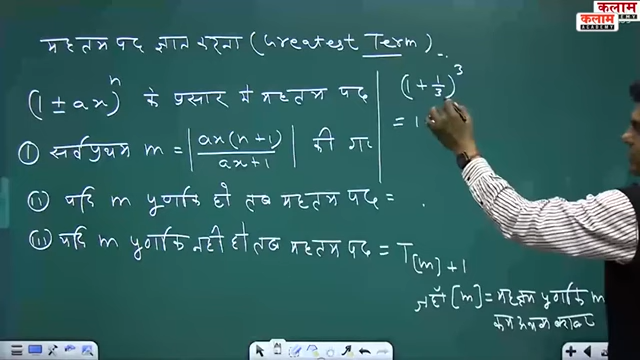 कलाम
कलाम
ACADEMY
महत्तम पद ज्ञात करना (Greatest Term)
(1 ± ax)^n के प्रसार में महत्तम पद
(i) सर्वप्रथम m = |ax(n+1) / ax+1| की
(ii) यदि m पूर्णांक हो तब महत्तम पद =
(iii) यदि m पूर्णांक नहीं हो तब महत्तम पद = T_{[m]+1}
जहाँ [m] = महत्तम पूर्णांक m
(1 + 1/3)^3
= 1